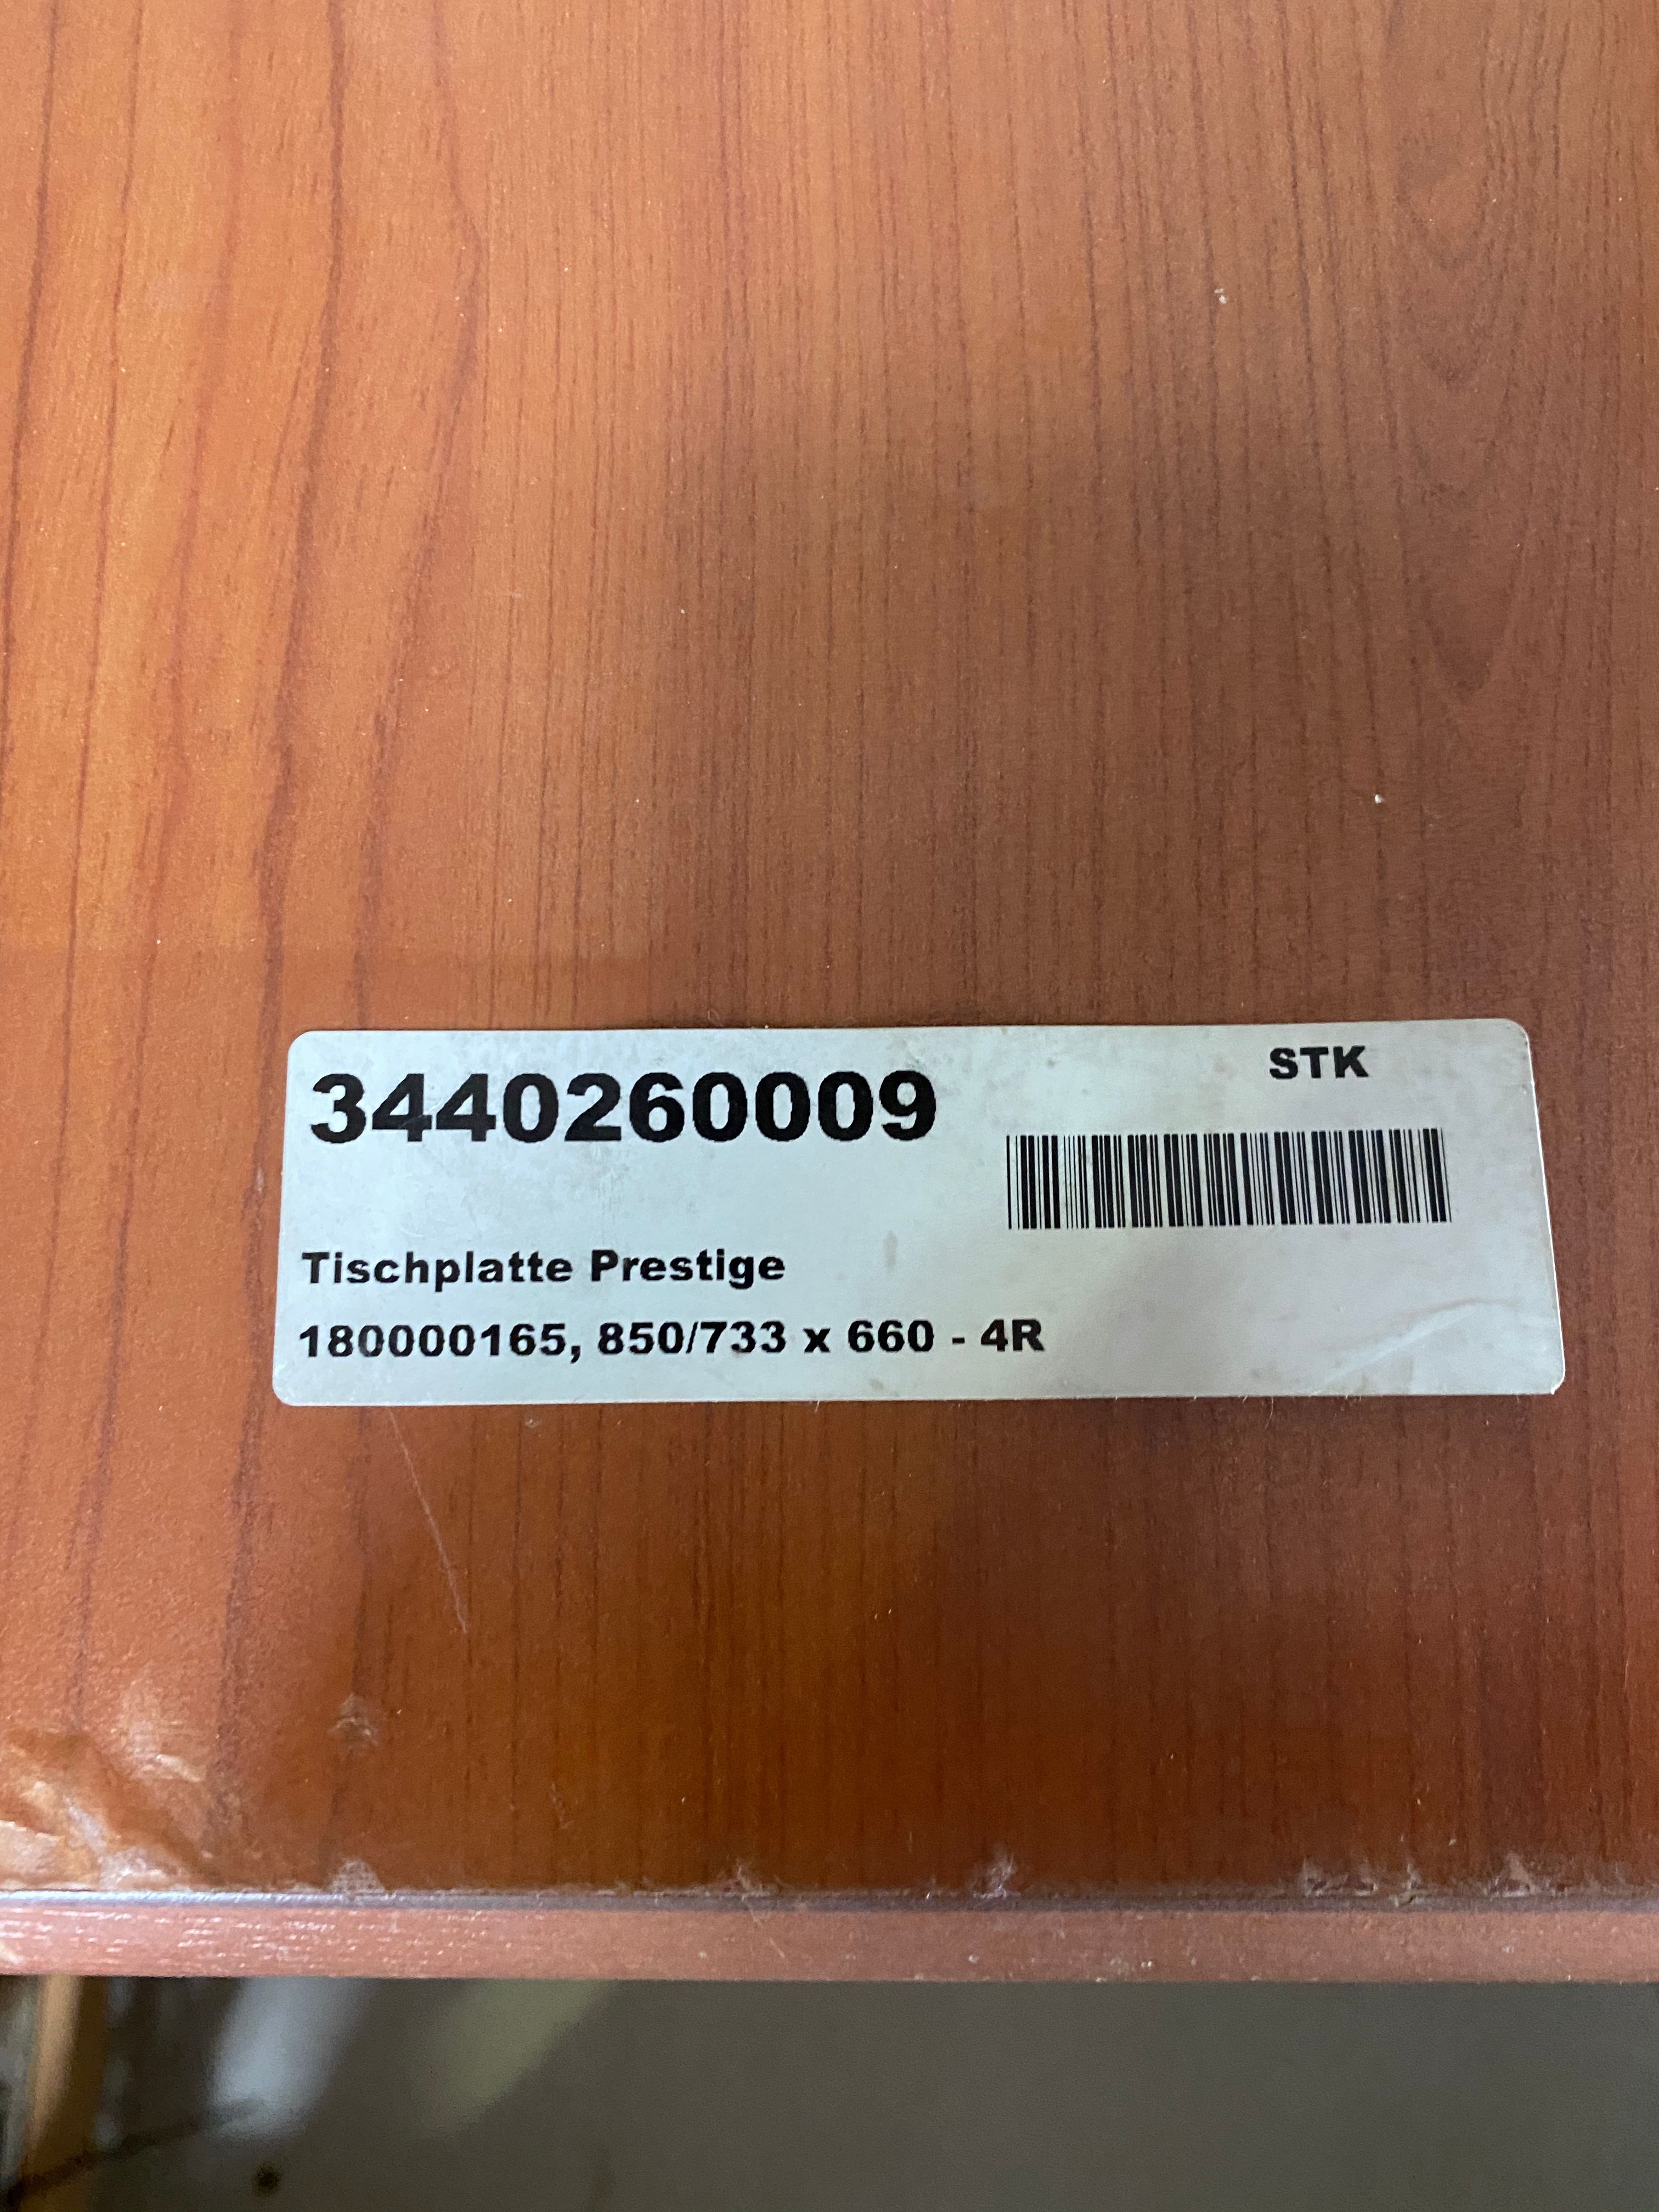 3440260009
STK
Tischplatte Prestige
180000165, 850/733 x 660 - 4R